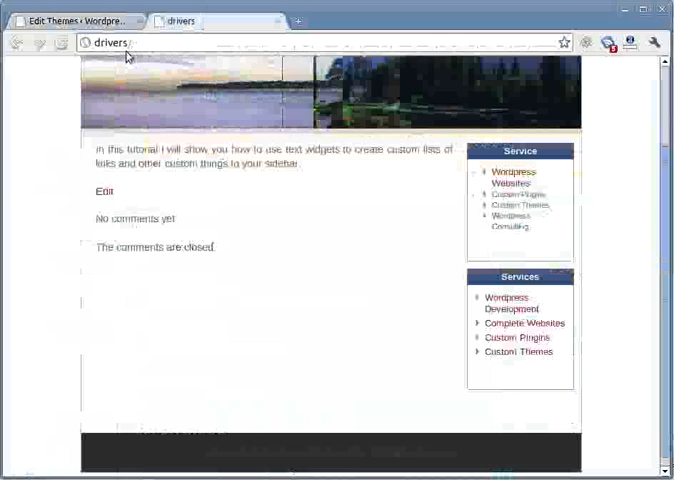 Edit Themes ‹ Wordpre...
drivers
drivers/
Service
In this tutorial I will show you how to use text widgets to create custom lists of
links and other custom things to your sidebar.
Wordpress
Websites
Custom Plugins
Custom Themes
Wordpress
Consulting
Edit
No comments yet
The comments are closed.
Services
Wordpress
Development
Complete Websites
Custom Plugins
Custom Themes